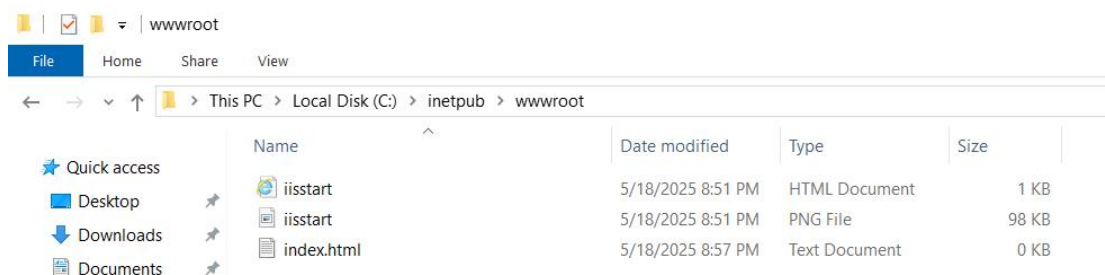 wwwroot
File Home Share View
This PC > Local Disk (C:) > inetpub > wwwroot
Name Date modified Type Size
Quick access
Desktop
Downloads
Documents
iisstart 5/18/2025 8:51 PM HTML Document 1 KB
iisstart 5/18/2025 8:51 PM PNG File 98 KB
index.html 5/18/2025 8:57 PM Text Document 0 KB